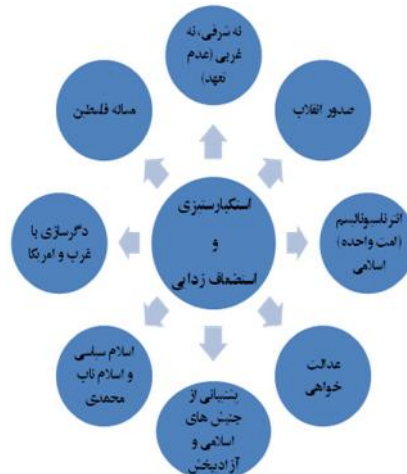 نه شرقی، نه
غربی (عدم
تعهد)
صدور انقلاب
انترناسیونالیسم
(امت واحده)
اسلامی
عدالت
خواهی
پشتیبانی از
جنبش های
اسلامی و
آزادیبخش
اسلام سیاسی
و اسلام ناب
محمدی
دگرسازی با
غرب و امریکا
مساله فلسطین
استکبارستیزی
و
استضعاف زدایی